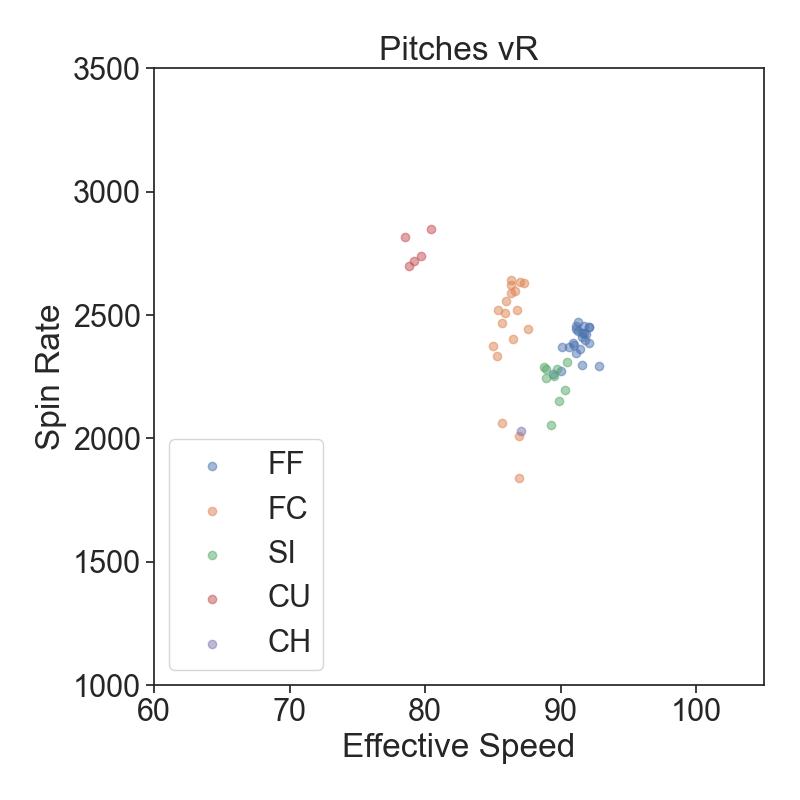 Pitches vR
3500
3000
2500
2000
1500
1000
Spin Rate
FF
FC
SI
CU
CH
60 70 80 90 100
Effective Speed